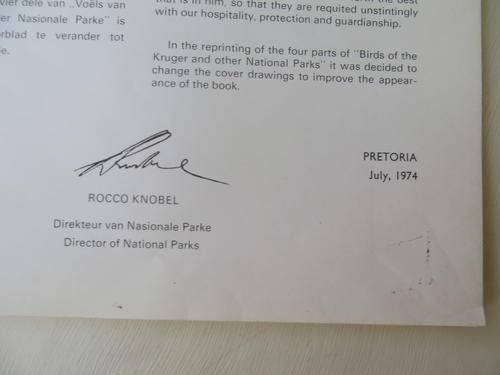 vier dele van „Voëls van
er Nasionale Parke" is
rblad te verander tot
e.
that is in him, so that they are requited unstintingly
with our hospitality, protection and guardianship.
In the reprinting of the four parts of "Birds of the
Kruger and other National Parks" it was decided to
change the cover drawings to improve the appear-
ance of the book.
ROCCO KNOBEL
Direkteur van Nasionale Parke
Director of National Parks
PRETORIA
July, 1974